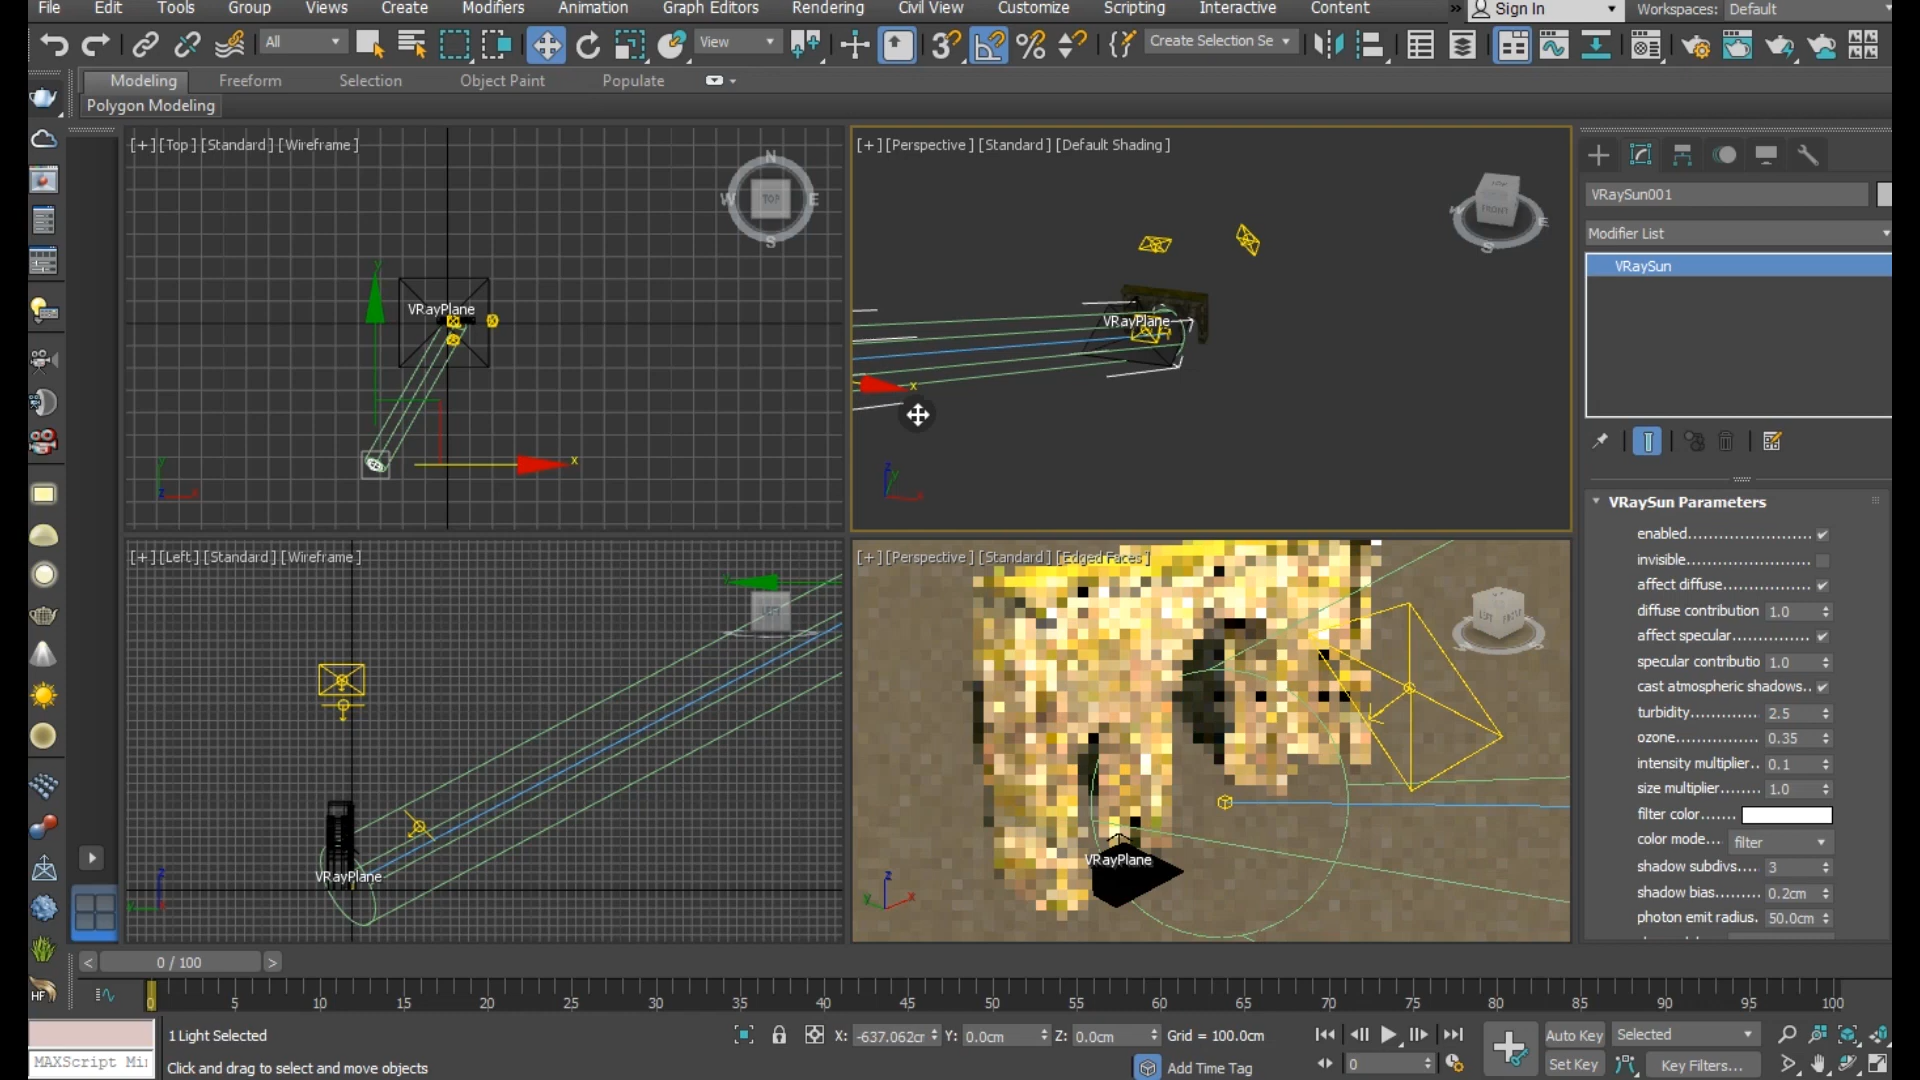 File Edit Tools Group Views Create Modifiers Animation Graph Editors Rendering Civil View Customize Scripting Interactive Content » Sign In Workspaces: Default
All View Create Selection Se
Modeling Freeform Selection Object Paint Populate
Polygon Modeling
[+] [Top] [Standard] [Wireframe]
[+] [Perspective] [Standard] [Default Shading]
N
W TOP E
S
FRONT
W E
S
VRaySun001
Modifier List
VRaySun
y
VRayPlane
VRayPlane
x
x
z
y
x
VRaySun Parameters
enabled
invisible
affect diffuse
diffuse contribution 1.0
affect specular
specular contributio 1.0
cast atmospheric shadows..
turbidity 2.5
ozone 0.35
intensity multiplier.. 0.1
size multiplier 1.0
filter color
color mode... filter
shadow subdivs.... 3
shadow bias 0.2cm
photon emit radius. 50.0cm
[+] [Left] [Standard] [Wireframe]
[+] [Perspective] [Standard] [Edged Faces]
VRayPlane
VRayPlane
z
y
x
< 0 / 100 >
0 5 10 15 20 25 30 35 40 45 50 55 60 65 70 75 80 85 90 95 100
HF
1 Light Selected X: -637.062cr Y: 0.0cm Z: 0.0cm Grid = 100.0cm Auto Key Selected
MAXScript Mi Click and drag to select and move objects Add Time Tag 0 Set Key Key Filters...